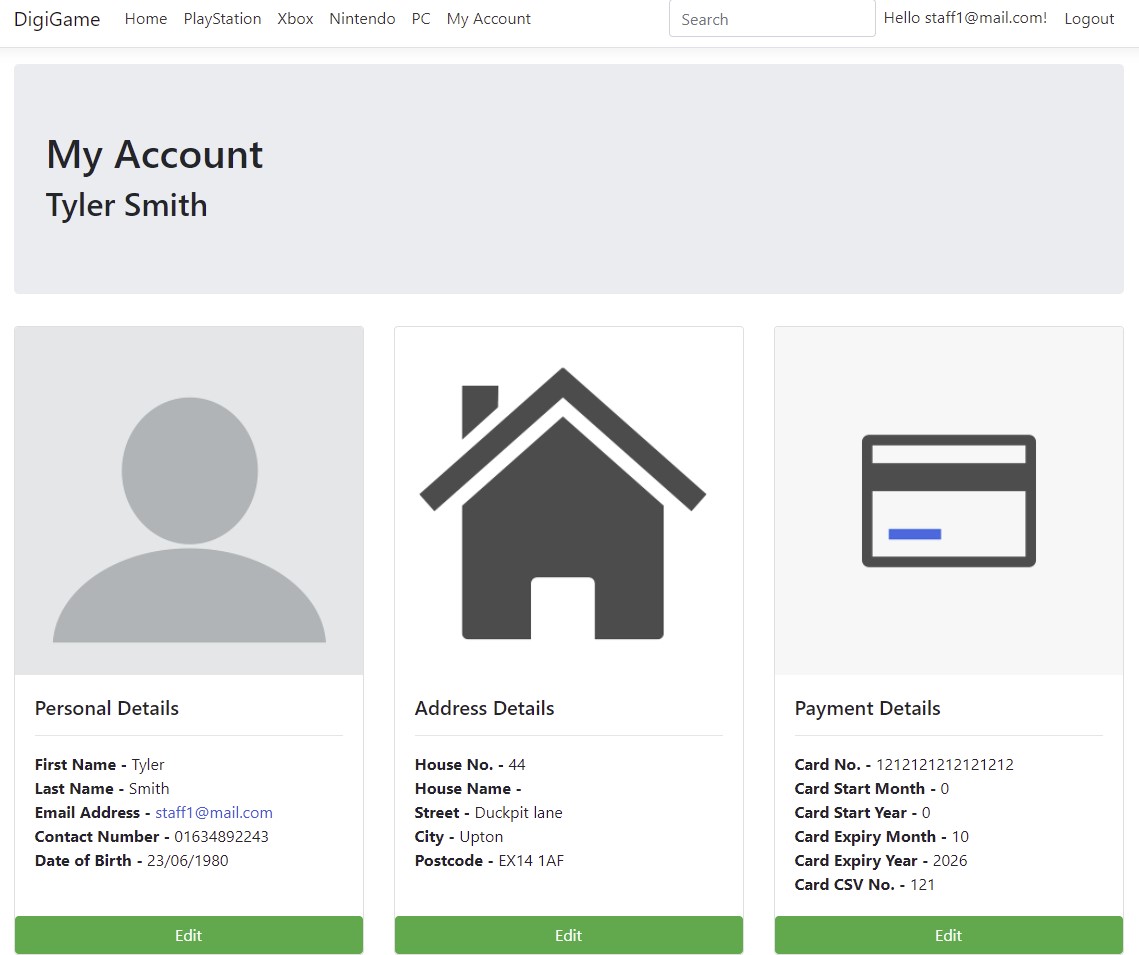 DigiGame Home PlayStation Xbox Nintendo PC My Account Search Hello staff1@mail.com! Logout
My Account
Tyler Smith
Personal Details
First Name - Tyler
Last Name - Smith
Email Address - staff1@mail.com
Contact Number - 01634892243
Date of Birth - 23/06/1980
Edit
Address Details
House No. - 44
House Name -
Street - Duckpit lane
City - Upton
Postcode - EX14 1AF
Edit
Payment Details
Card No. - 1212121212121212
Card Start Month - 0
Card Start Year - 0
Card Expiry Month - 10
Card Expiry Year - 2026
Card CSV No. - 121
Edit